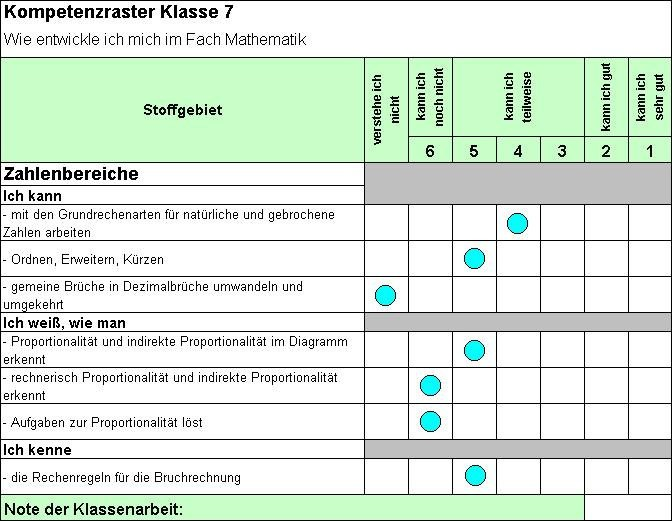 Kompetenzraster Klasse 7
Wie entwickle ich mich im Fach Mathematik
Stoffgebiet
verstehe ich
nicht
kann ich
noch nicht
kann ich
teilweise
kann ich gut
kann ich
sehr gut
6 5 4 3 2 1
Zahlenbereiche
Ich kann
- mit den Grundrechenarten für natürliche und gebrochene
Zahlen arbeiten
- Ordnen, Erweitern, Kürzen
- gemeine Brüche in Dezimalbrüche umwandeln und
umgekehrt
Ich weiß, wie man
- Proportionalität und indirekte Proportionalität im Diagramm
erkennt
- rechnerisch Proportionalität und indirekte Proportionalität
erkennt
- Aufgaben zur Proportionalität löst
Ich kenne
- die Rechenregeln für die Bruchrechnung
Note der Klassenarbeit: